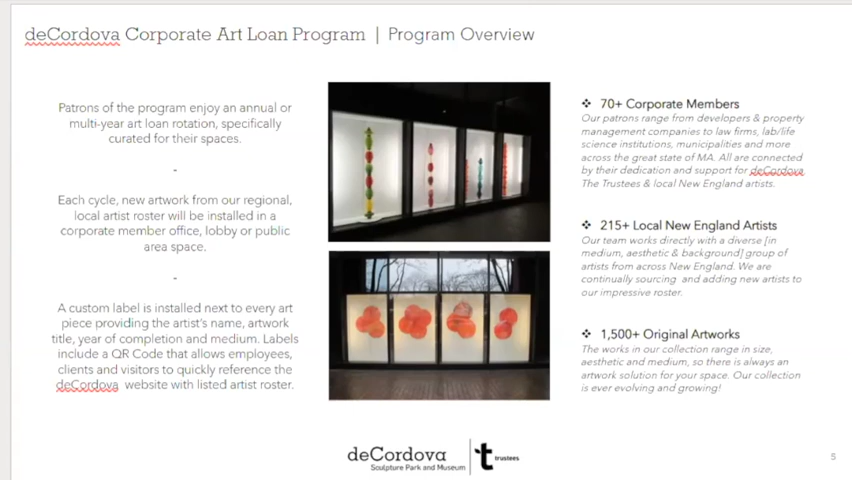 deCordova Corporate Art Loan Program | Program Overview
Patrons of the program enjoy an annual or
multi-year art loan rotation, specifically
curated for their spaces.
-
Each cycle, new artwork from our regional,
local artist roster will be installed in a
corporate member office, lobby or public
area space.
-
A custom label is installed next to every art
piece providing the artist's name, artwork
title, year of completion and medium. Labels
include a QR Code that allows employees,
clients and visitors to quickly reference the
deCordova website with listed artist roster.
❖ 70+ Corporate Members
Our patrons range from developers & property
management companies to law firms, lab/life
science institutions, municipalities and more
across the great state of MA. All are connected
by their dedication and support for deCordova,
The Trustees & local New England artists.
❖ 215+ Local New England Artists
Our team works directly with a diverse [in
medium, aesthetic & background] group of
artists from across New England. We are
continually sourcing and adding new artists to
our impressive roster.
❖ 1,500+ Original Artworks
The works in our collection range in size,
aesthetic and medium, so there is always an
artwork solution for your space. Our collection
is ever evolving and growing!
deCordova
Sculpture Park and Museum
t trustees
5